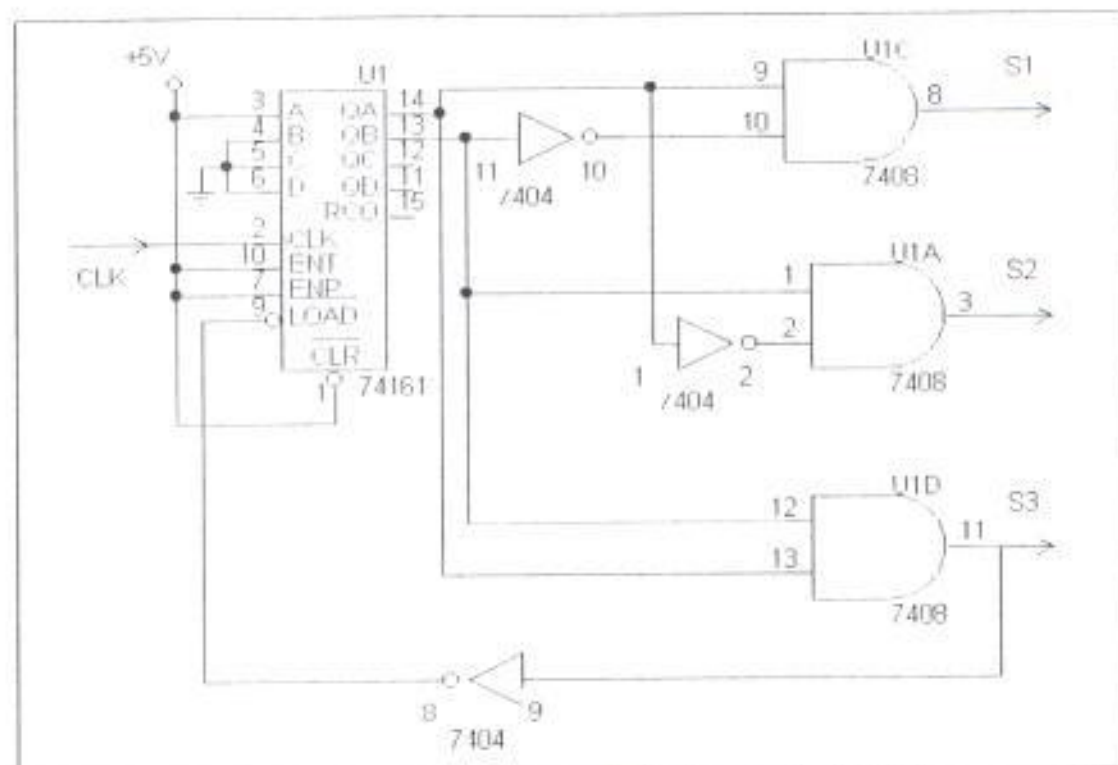 +5V
U1
3 A QA 14
4 B QB 13
5 C QC 12
6 D QD 11
RCO 15
2 CLK
10 ENT
7 ENP
9 LOAD
CLR
1
74161
CLK
11
10
7404
9
10
U1C
8
7408
S1
1
2
7404
1
2
U1A
3
7408
S2
12
13
U1D
11
7408
S3
8
9
7404